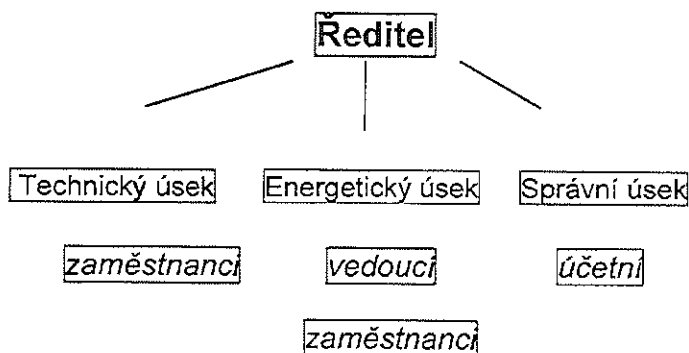 Ředitel
Technický úsek
Energetický úsek
Správní úsek
zaměstnanci
vedoucí
účetní
zaměstnanci